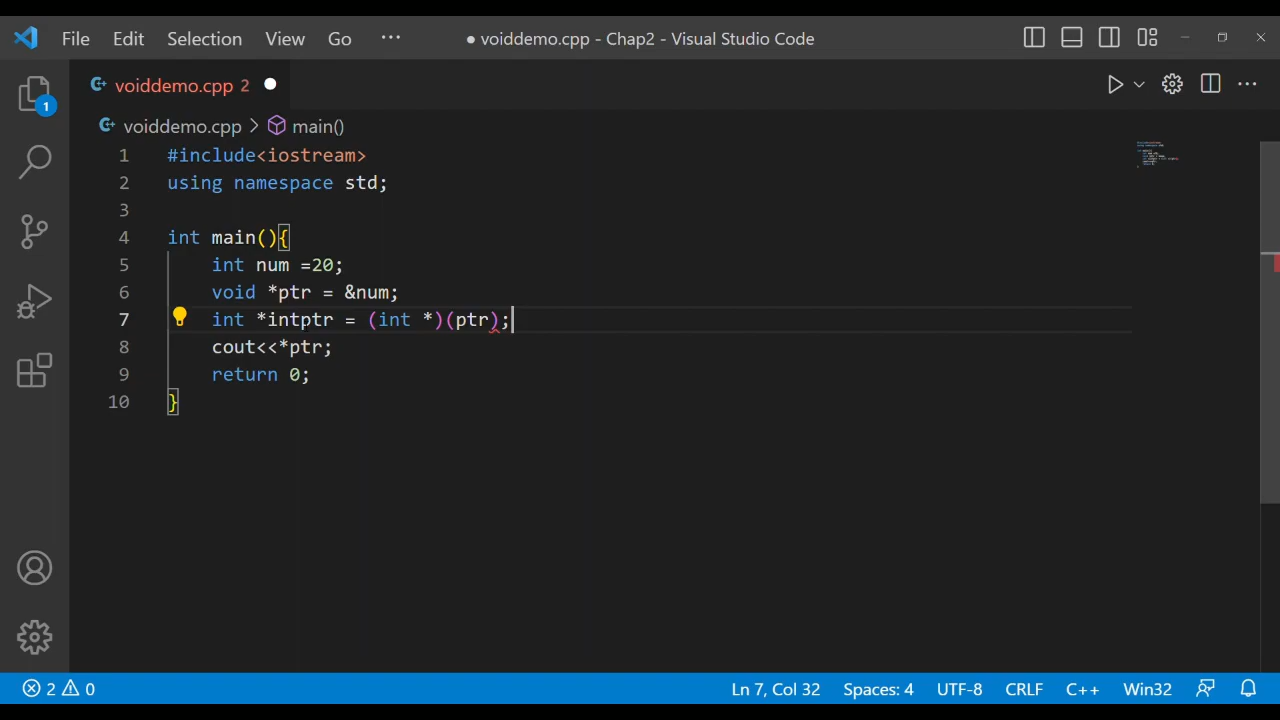 File Edit Selection View Go ··· ● voiddemo.cpp - Chap2 - Visual Studio Code
voiddemo.cpp 2 ●
1
voiddemo.cpp > main()
1 #include<iostream>
2 using namespace std;
3
4 int main(){
5 int num =20;
6 void *ptr = &num;
7 int *intptr = (int *)(ptr);
8 cout<<*ptr;
9 return 0;
10 }
2 0 Ln 7, Col 32 Spaces: 4 UTF-8 CRLF C++ Win32